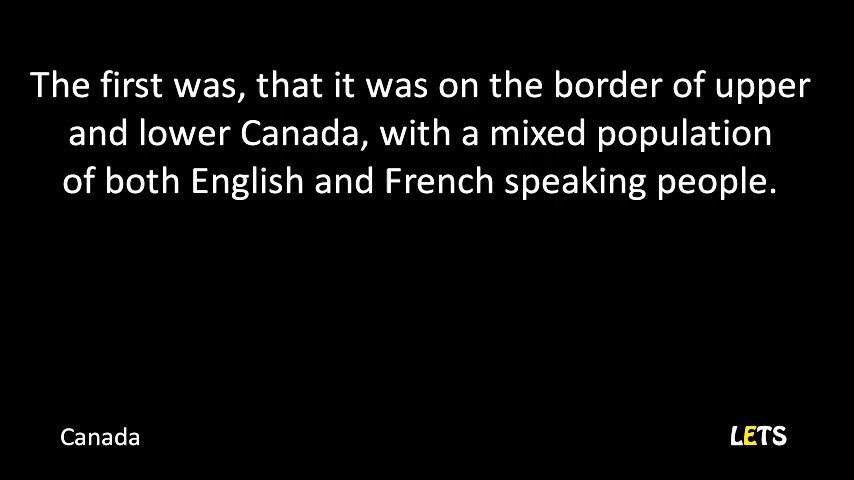 The first was, that it was on the border of upper
and lower Canada, with a mixed population
of both English and French speaking people.
Canada
LETS